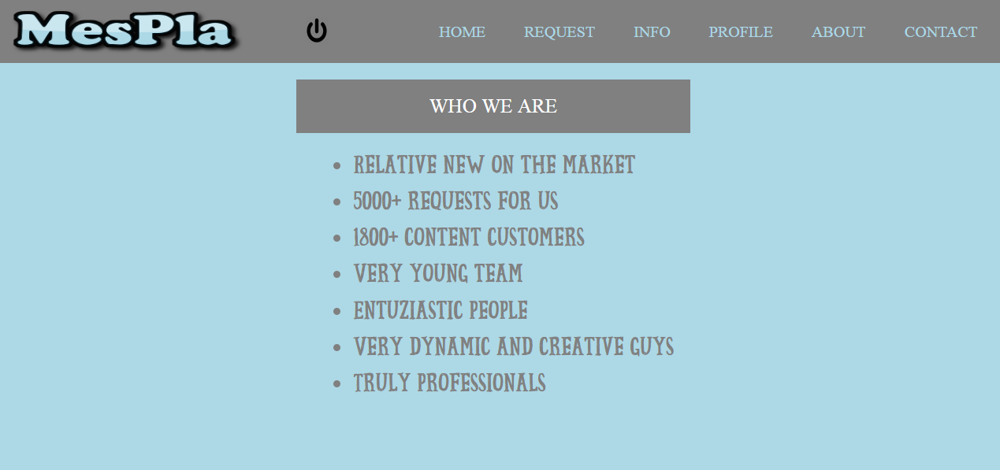 MesPla
HOME REQUEST INFO PROFILE ABOUT CONTACT
WHO WE ARE
• RELATIVE NEW ON THE MARKET
• 5000+ REQUESTS FOR US
• 1800+ CONTENT CUSTOMERS
• VERY YOUNG TEAM
• ENTUZIASTIC PEOPLE
• VERY DYNAMIC AND CREATIVE GUYS
• TRULY PROFESSIONALS